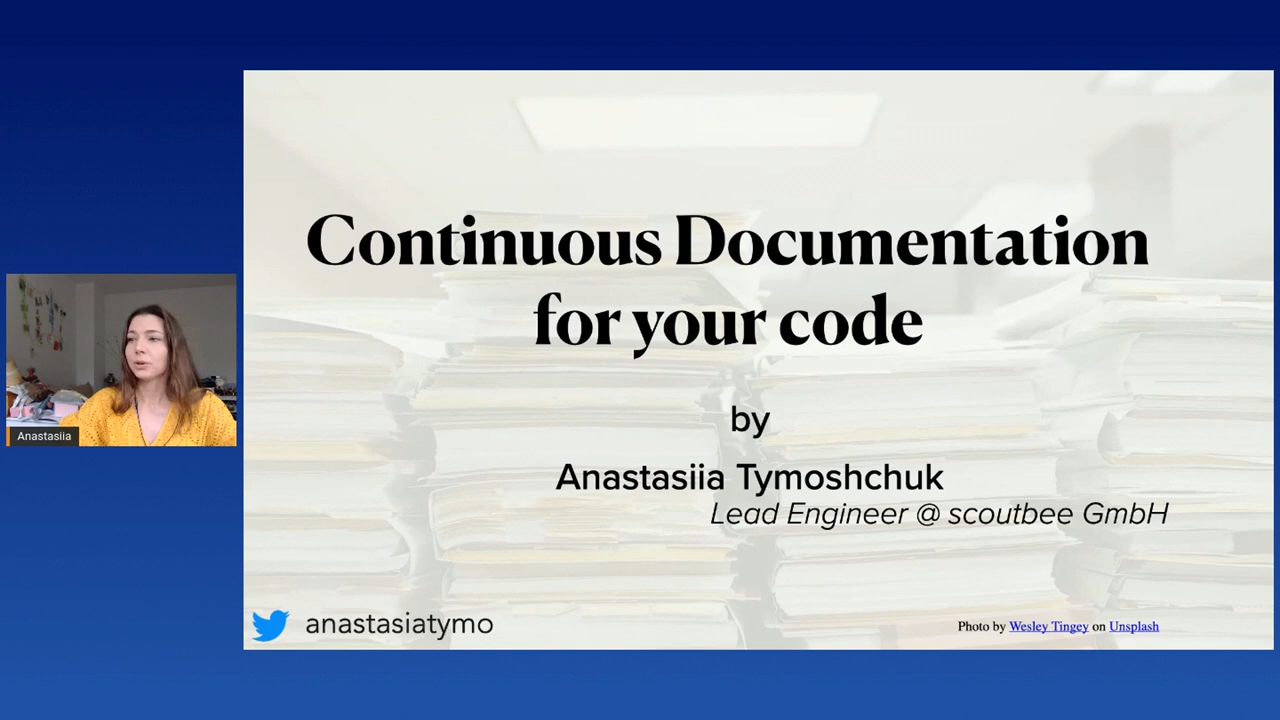 Continuous Documentation
for your code
by
Anastasiia Tymoshchuk
Lead Engineer @ scoutbee GmbH
Anastasiia
anastasiatymo
Photo by Wesley Tingey on Unsplash